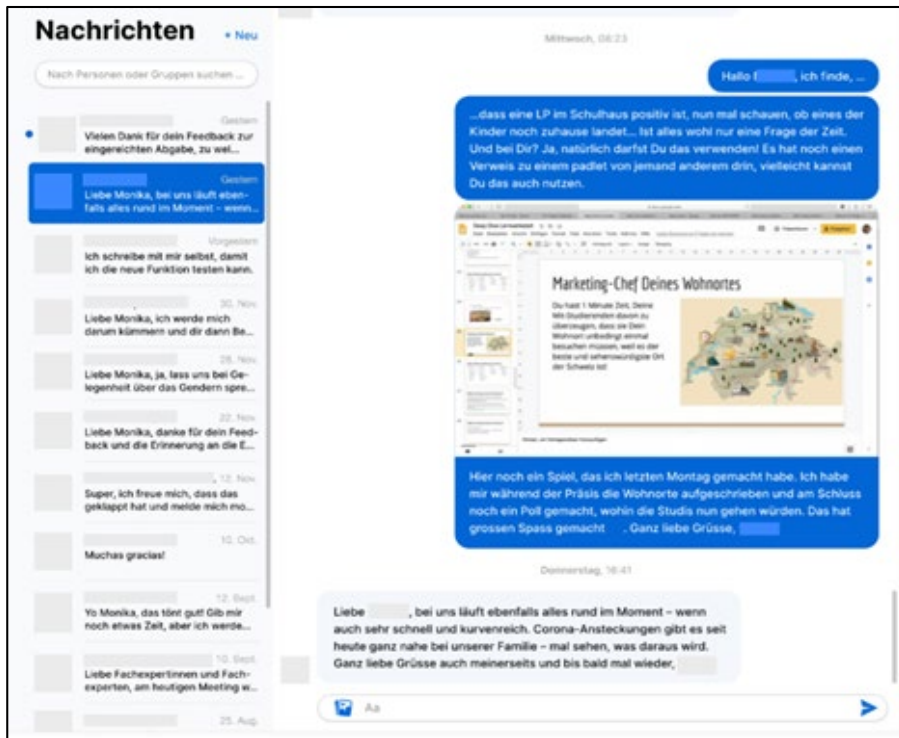 Nachrichten
• Neu
Nach Personen oder Gruppen suchen ...
Gestern
Vielen Dank für dein Feedback zur
eingereichten Abgabe, zu wel...
Gestern
Liebe Monika, bei uns läuft eben-
falls alles rund im Moment – wenn...
Vorgestern
Ich schreibe mit mir selbst, damit
ich die neue Funktion testen kann.
30. Nov.
Liebe Monika, ich werde mich
darum kümmern und dir dann Be...
28. Nov.
Liebe Monika, ja, lass uns bei Ge-
legenheit über das Gendern spre...
22. Nov.
Liebe Monika, danke für dein Feed-
back und die Erinnerung an die E...
, 12. Nov.
Super, ich freue mich, dass das
geklappt hat und melde mich mo...
10. Okt.
Muchas gracias!
12. Sept.
Yo Monika, das tönt gut! Gib mir
noch etwas Zeit, aber ich werde...
10. Sept.
Liebe Fachexpertinnen und Fach-
experten, am heutigen Meeting w...
25. Aug.
Mittwoch, 08:23
Hallo , ich finde, ...
...dass eine LP im Schulhaus positiv ist, nun mal schauen, ob eines der
Kinder noch zuhause landet... Ist alles wohl nur eine Frage der Zeit.
Und bei Dir? Ja, natürlich darfst Du das verwenden! Es hat noch einen
Verweis zu einem padlet von jemand anderem drin, vielleicht kannst
Du das auch nutzen.
Marketing-Chef Deines Wohnortes
Du hast 1 Minute Zeit, Deine
Mit-Studierenden davon zu
überzeugen, dass sie Dein
Wohnort unbedingt einmal
besuchen müssen, weil es der
beste und sehenswürdigste Ort
der Schweiz ist!
Hier noch ein Spiel, das ich letzten Montag gemacht habe. Ich habe
mir während der Präsis die Wohnorte aufgeschrieben und am Schluss
noch ein Poll gemacht, wohin die Studis nun gehen würden. Das hat
grossen Spass gemacht . Ganz liebe Grüsse,
Donnerstag, 16:41
Liebe , bei uns läuft ebenfalls alles rund im Moment – wenn
auch sehr schnell und kurvenreich. Corona-Ansteckungen gibt es seit
heute ganz nahe bei unserer Familie – mal sehen, was daraus wird.
Ganz liebe Grüsse auch meinerseits und bis bald mal wieder,
Aa